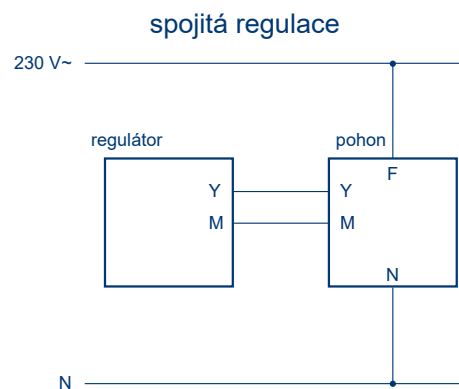 spojitá regulace
230 V~
regulátor
pohon
F
Y
Y
M
M
N
N